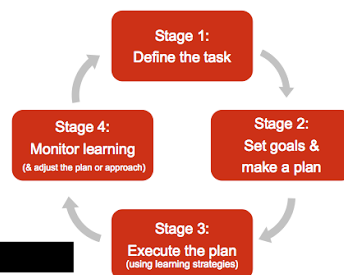 Stage 1:
Define the task
Stage 2:
Set goals &
make a plan
Stage 3:
Execute the plan
(using learning strategies)
Stage 4:
Monitor learning
(& adjust the plan or approach)